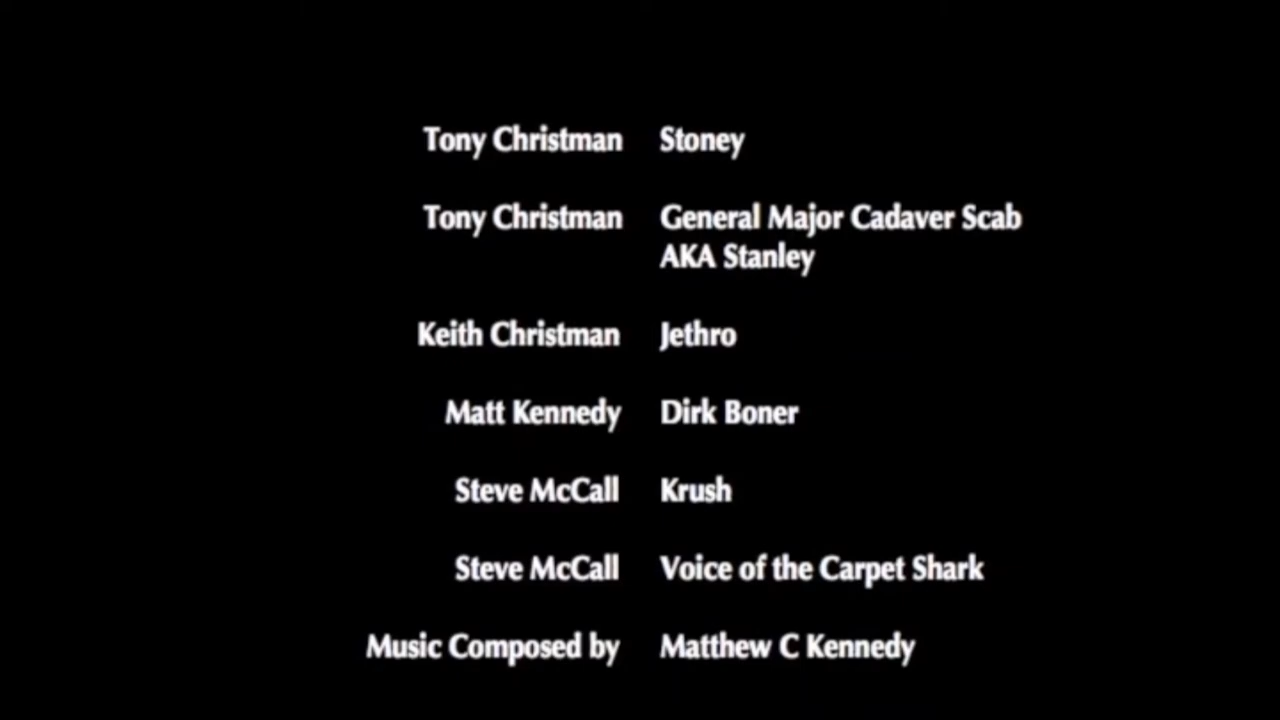 Tony Christman Stoney
Tony Christman General Major Cadaver Scab
AKA Stanley
Keith Christman Jethro
Matt Kennedy Dirk Boner
Steve McCall Krush
Steve McCall Voice of the Carpet Shark
Music Composed by Matthew C Kennedy